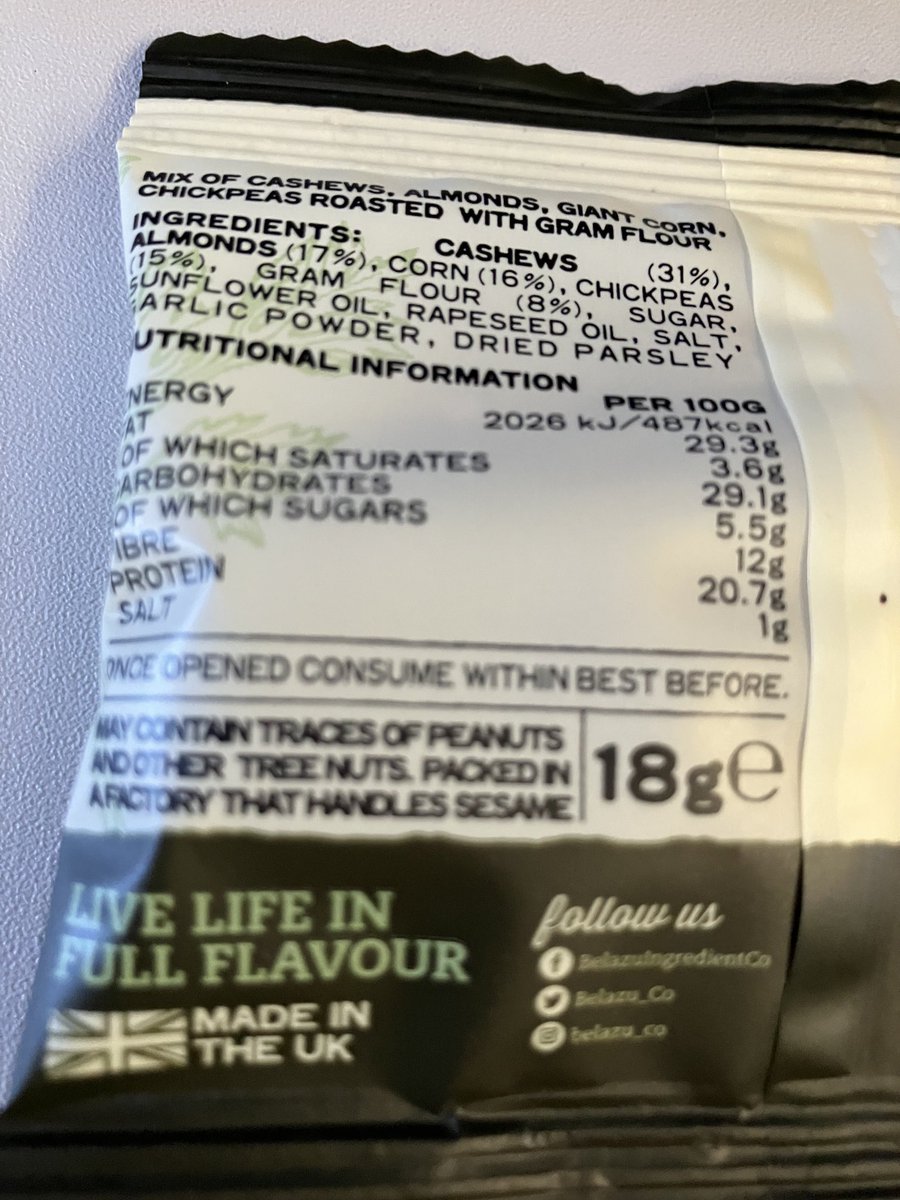 MIX OF CASHEWS, ALMONDS, GIANT CORN,
CHICKPEAS ROASTED WITH GRAM FLOUR
INGREDIENTS: CASHEWS (31%),
ALMONDS (17%), CORN (16%), CHICKPEAS
(15%), GRAM FLOUR (8%), SUGAR,
SUNFLOWER OIL, RAPESEED OIL, SALT,
GARLIC POWDER, DRIED PARSLEY
UTRITIONAL INFORMATION
PER 100G
NERGY 2026 kJ/487kcal
AT 29.3g
OF WHICH SATURATES 3.6g
ARBOHYDRATES 29.1g
OF WHICH SUGARS 5.5g
IBRE 12g
PROTEIN 20.7g
SALT 1g
ONCE OPENED CONSUME WITHIN BEST BEFORE.
MAY CONTAIN TRACES OF PEANUTS
AND OTHER TREE NUTS. PACKED IN
A FACTORY THAT HANDLES SESAME
18g e
LIVE LIFE IN
FULL FLAVOUR
MADE IN
THE UK
follow us
BelazuIngredientCo
Belazu_Co
belazu_co